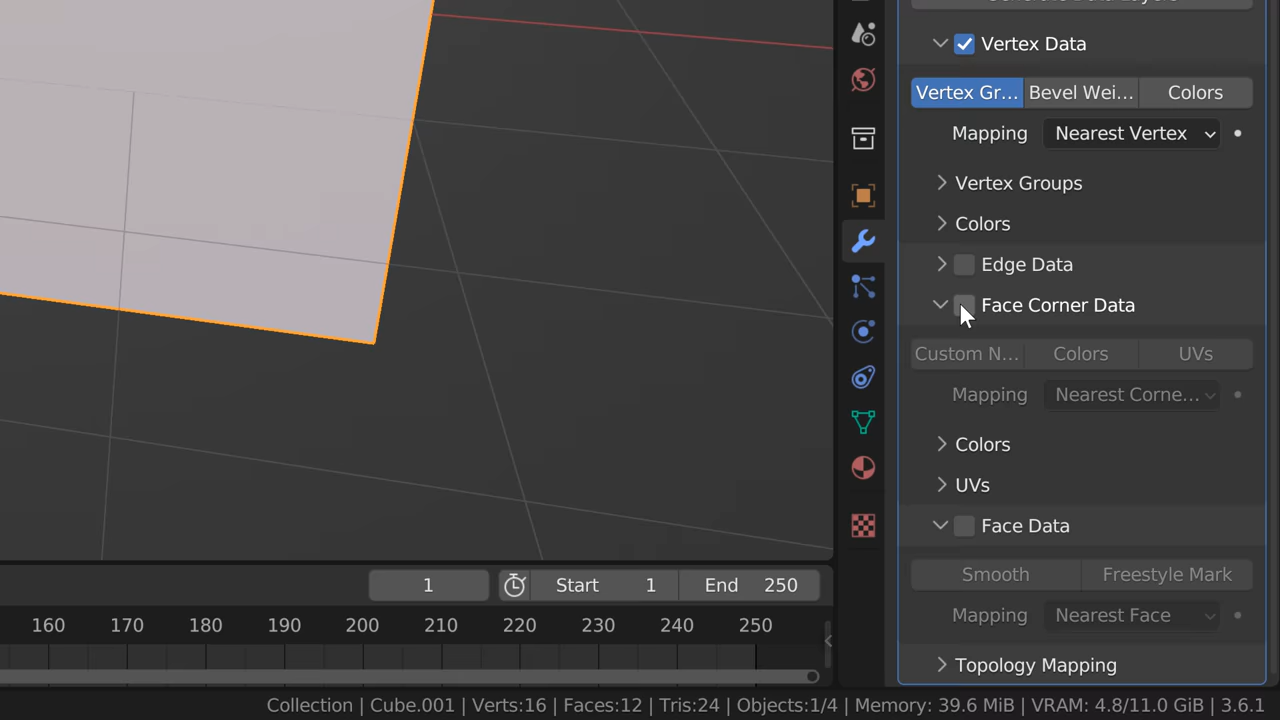 Generate Data Layers
Vertex Data
Vertex Gr... Bevel Wei... Colors
Mapping Nearest Vertex
Vertex Groups
Colors
Edge Data
Face Corner Data
Custom N... Colors UVs
Mapping Nearest Corne...
Colors
UVs
Face Data
Smooth Freestyle Mark
Mapping Nearest Face
Topology Mapping
1 Start 1 End 250
160 170 180 190 200 210 220 230 240 250
Collection | Cube.001 | Verts:16 | Faces:12 | Tris:24 | Objects:1/4 | Memory: 39.6 MiB | VRAM: 4.8/11.0 GiB | 3.6.1